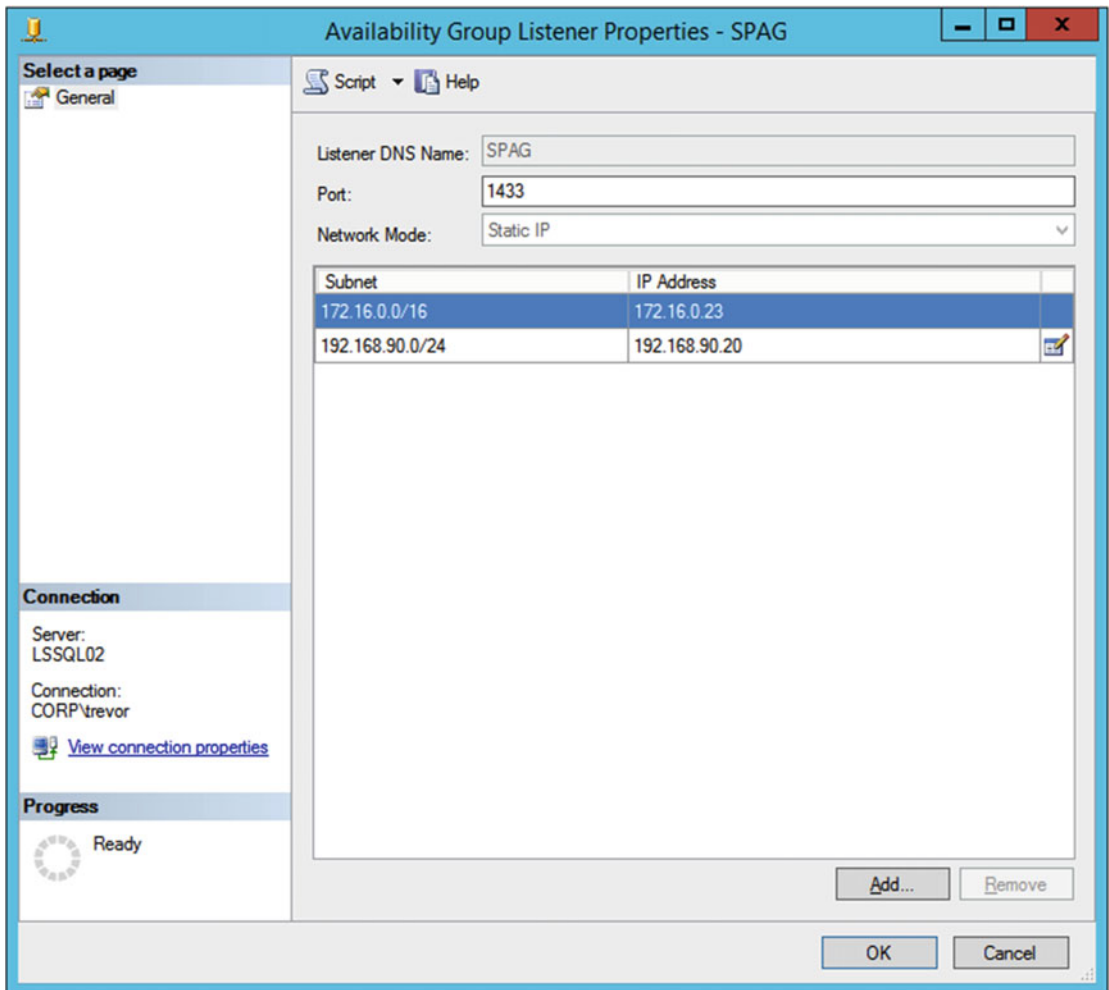 Availability Group Listener Properties - SPAG
Select a page
General
Script Help
Listener DNS Name: SPAG
Port: 1433
Network Mode: Static IP
Subnet IP Address
172.16.0.0/16 172.16.0.23
192.168.90.0/24 192.168.90.20
Connection
Server:
LSSQL02
Connection:
CORP\trevor
View connection properties
Progress
Ready
Add... Remove
OK Cancel